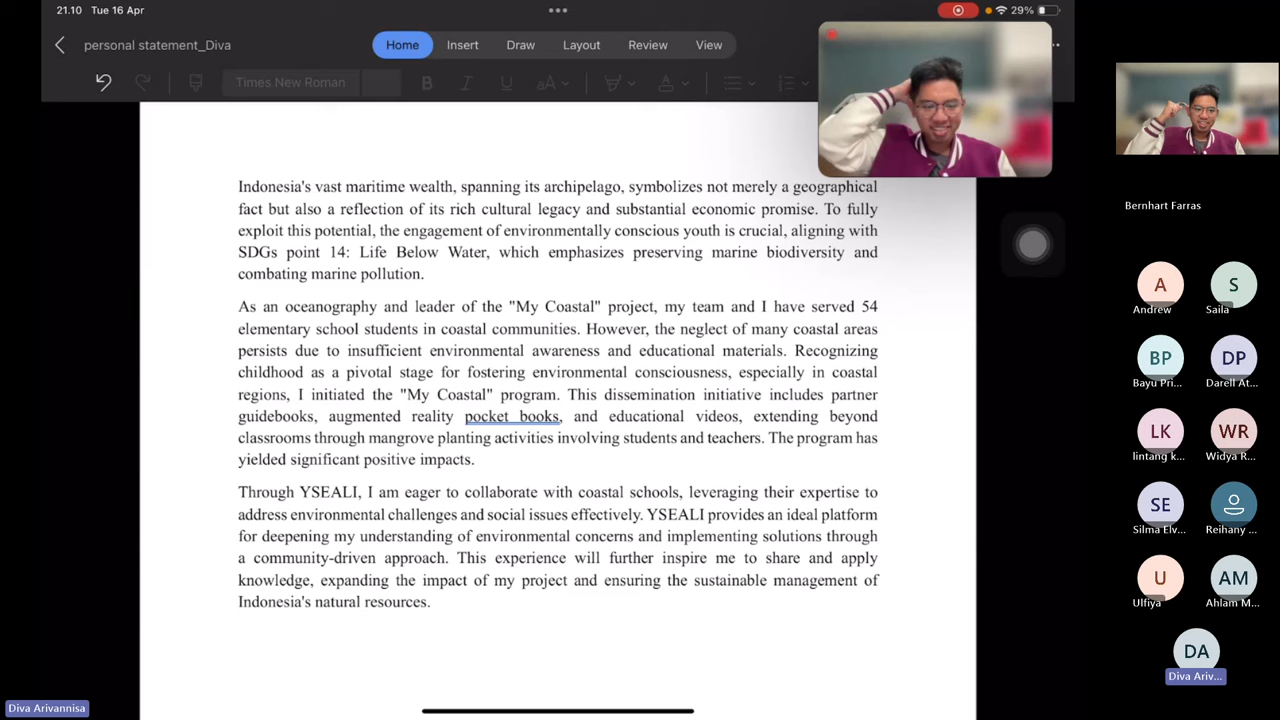 21.10 Tue 16 Apr
29%
personal statement_Diva
Home Insert Draw Layout Review View
Times New Roman
B I U aA A
Indonesia's vast maritime wealth, spanning its archipelago, symbolizes not merely a geographical
fact but also a reflection of its rich cultural legacy and substantial economic promise. To fully
exploit this potential, the engagement of environmentally conscious youth is crucial, aligning with
SDGs point 14: Life Below Water, which emphasizes preserving marine biodiversity and
combating marine pollution.
As an oceanography and leader of the "My Coastal" project, my team and I have served 54
elementary school students in coastal communities. However, the neglect of many coastal areas
persists due to insufficient environmental awareness and educational materials. Recognizing
childhood as a pivotal stage for fostering environmental consciousness, especially in coastal
regions, I initiated the "My Coastal" program. This dissemination initiative includes partner
guidebooks, augmented reality pocket books, and educational videos, extending beyond
classrooms through mangrove planting activities involving students and teachers. The program has
yielded significant positive impacts.
Through YSEALI, I am eager to collaborate with coastal schools, leveraging their expertise to
address environmental challenges and social issues effectively. YSEALI provides an ideal platform
for deepening my understanding of environmental concerns and implementing solutions through
a community-driven approach. This experience will further inspire me to share and apply
knowledge, expanding the impact of my project and ensuring the sustainable management of
Indonesia's natural resources.
Diva Arivannisa
Bernhart Farras
A S
Andrew Saila
BP DP
Bayu Pri... Darell At...
LK WR
lintang k... Widya R...
SE
Silma Elv... Reihany ...
U AM
Ulfiya Ahlam M...
DA
Diva Ariv...